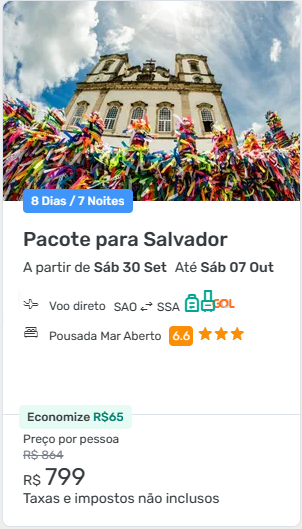 8 Dias / 7 Noites
Pacote para Salvador
A partir de Sáb 30 Set Até Sáb 07 Out
Voo direto SAO SSA GOL
Pousada Mar Aberto 6.6
Economize R$65
Preço por pessoa
R$ 864
R$ 799
Taxas e impostos não inclusos